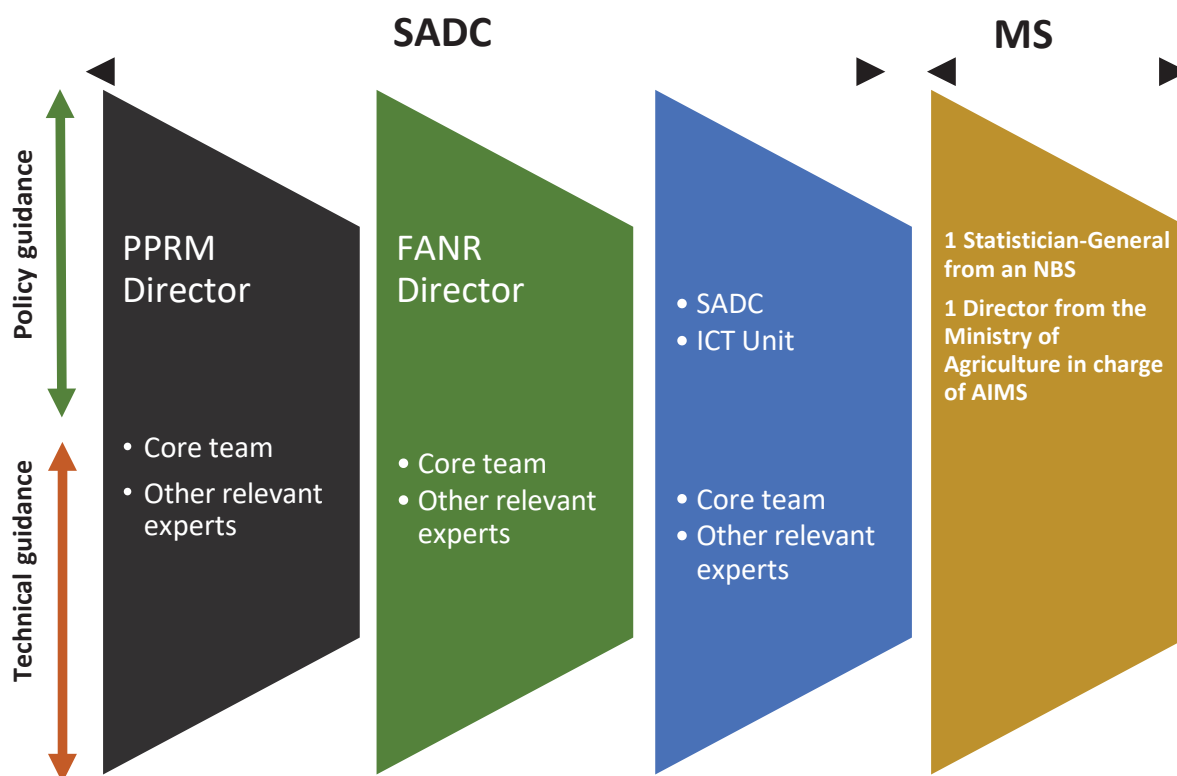 SADC
MS
Policy guidance
Technical guidance
PPRM
Director
• Core team
• Other relevant
experts
FANR
Director
• Core team
• Other relevant
experts
• SADC
• ICT Unit
• Core team
• Other relevant
experts
1 Statistician-General
from an NBS
1 Director from the
Ministry of
Agriculture in charge
of AIMS